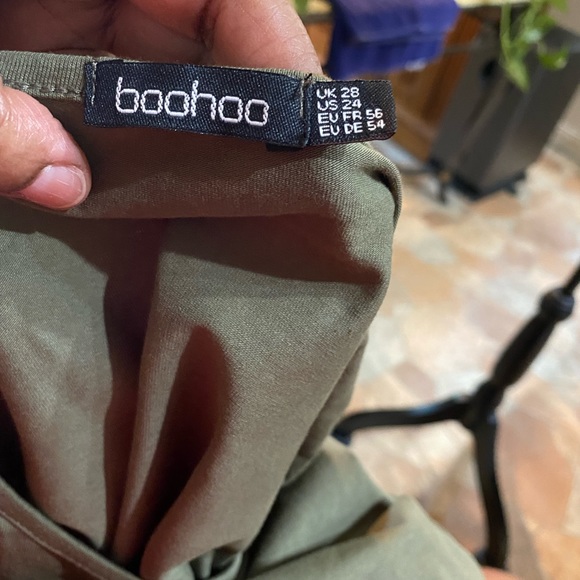 boohoo
UK 28
US 24
EU FR 56
EU DE 54